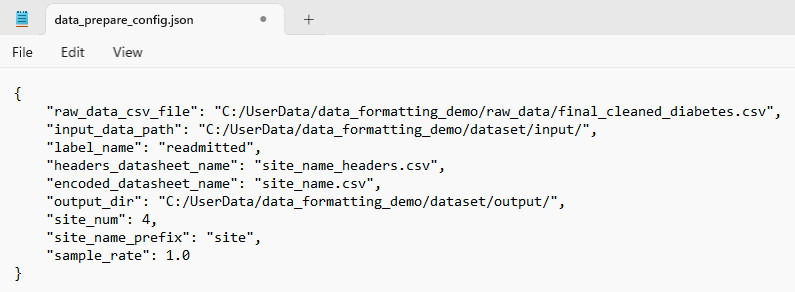 data_prepare_config.json
File Edit View
{
    "raw_data_csv_file": "C:/UserData/data_formatting_demo/raw_data/final_cleaned_diabetes.csv",
    "input_data_path": "C:/UserData/data_formatting_demo/dataset/input/",
    "label_name": "readmitted",
    "headers_datasheet_name": "site_name_headers.csv",
    "encoded_datasheet_name": "site_name.csv",
    "output_dir": "C:/UserData/data_formatting_demo/dataset/output/",
    "site_num": 4,
    "site_name_prefix": "site",
    "sample_rate": 1.0
}